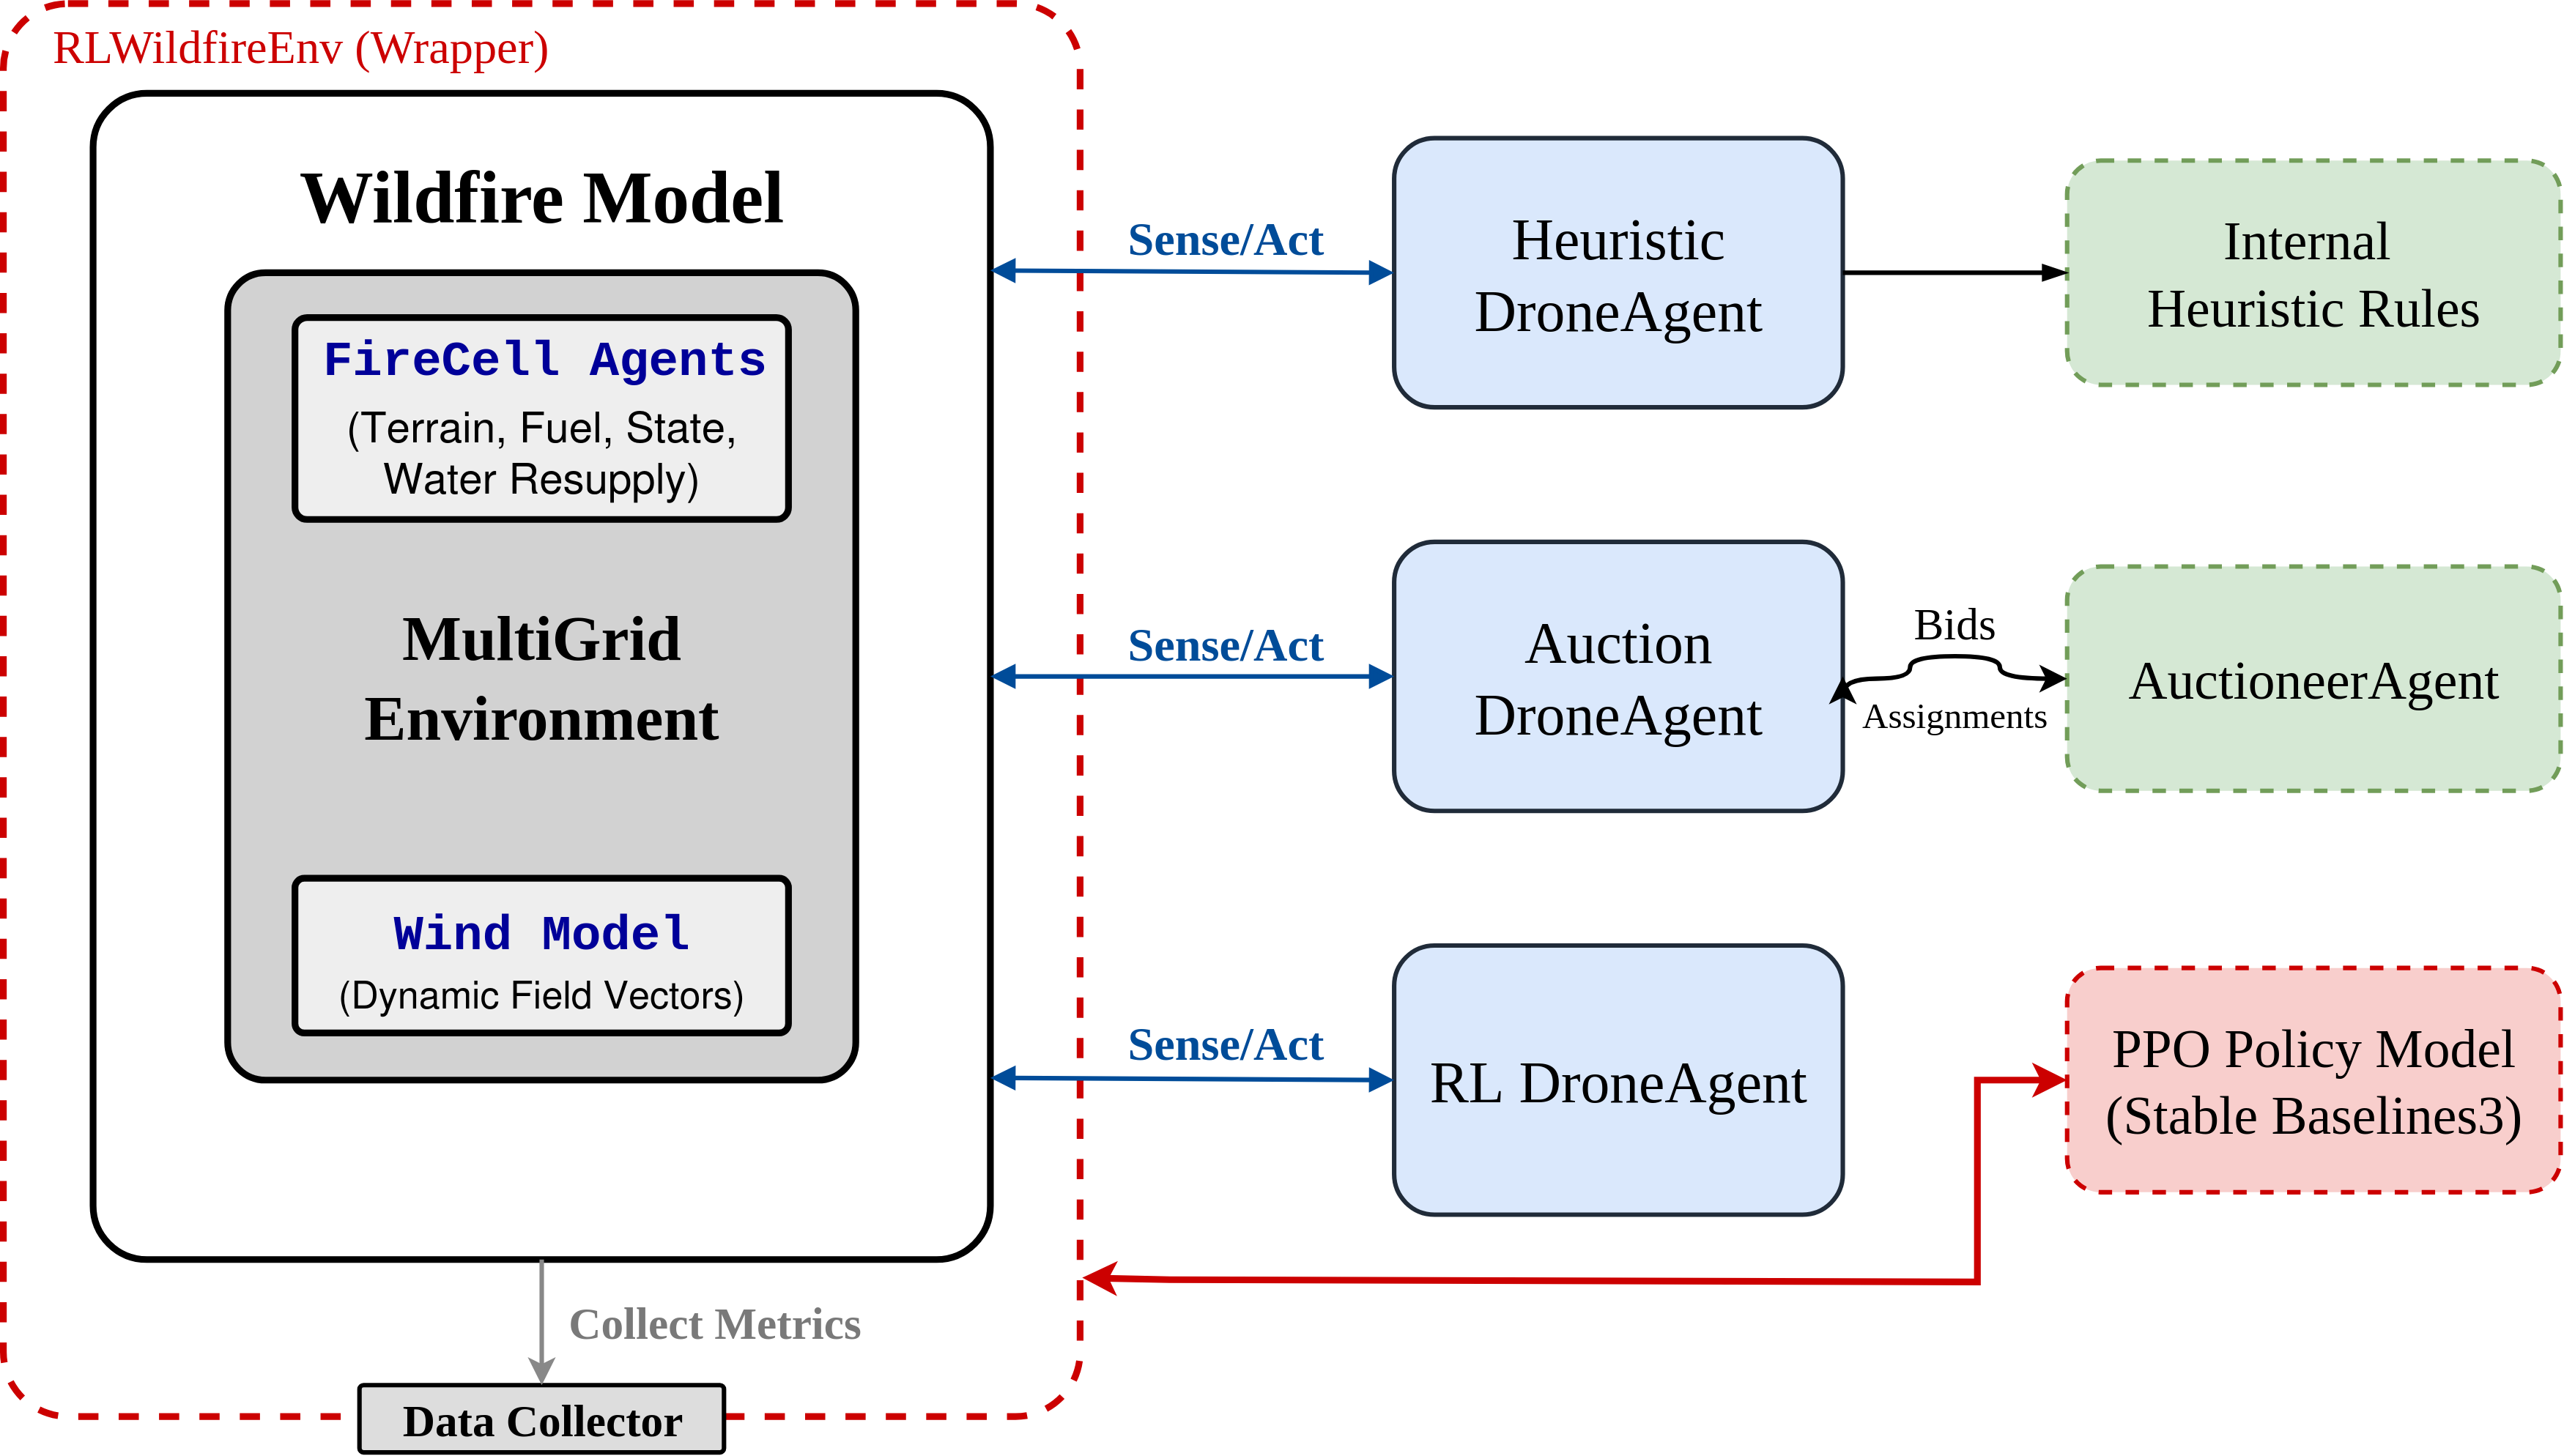 RLWildfireEnv (Wrapper)
Wildfire Model
FireCell Agents
(Terrain, Fuel, State,
Water Resupply)
MultiGrid
Environment
Wind Model
(Dynamic Field Vectors)
Collect Metrics
Data Collector
Sense/Act
Heuristic
DroneAgent
Internal
Heuristic Rules
Sense/Act
Auction
DroneAgent
Bids
Assignments
AuctioneerAgent
Sense/Act
RL DroneAgent
PPO Policy Model
(Stable Baselines3)